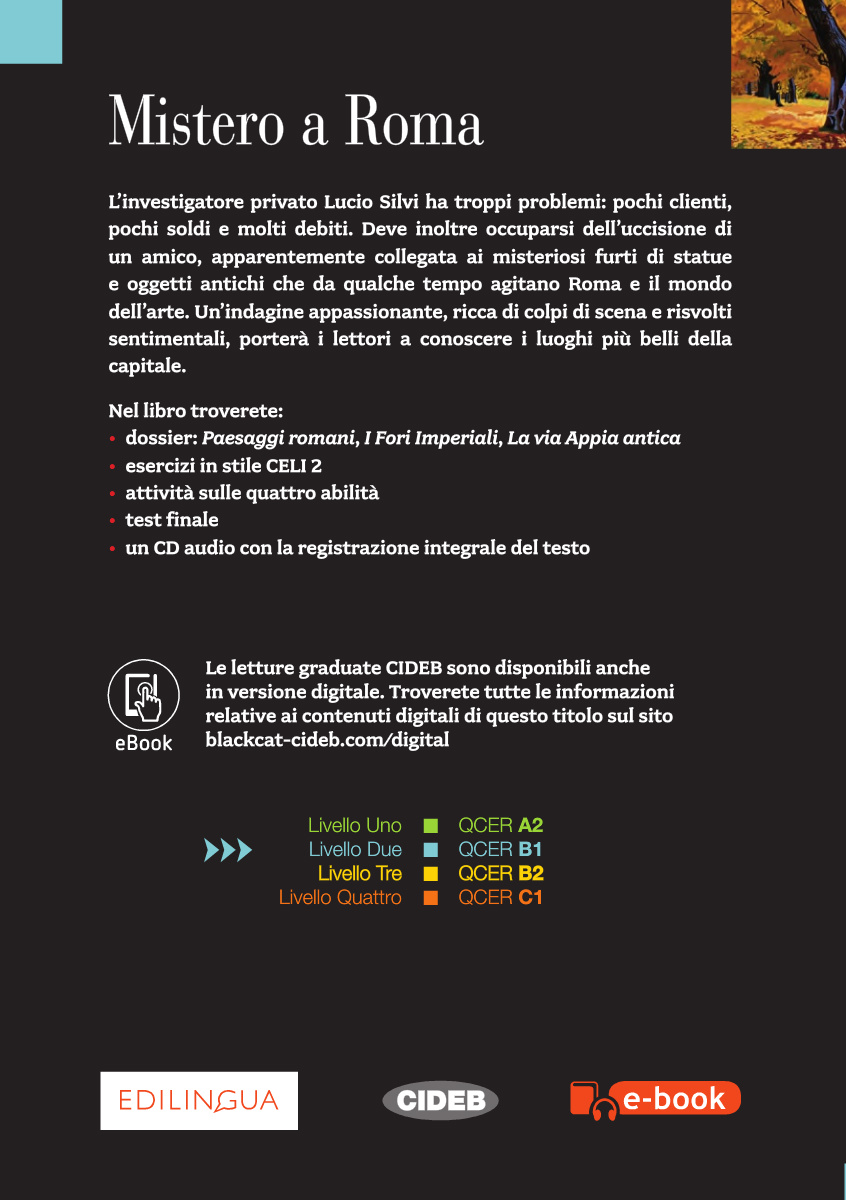 Mistero a Roma
L'investigatore privato Lucio Silvi ha troppi problemi: pochi clienti,
pochi soldi e molti debiti. Deve inoltre occuparsi dell'uccisione di
un amico, apparentemente collegata ai misteriosi furti di statue
e oggetti antichi che da qualche tempo agitano Roma e il mondo
dell'arte. Un'indagine appassionante, ricca di colpi di scena e risvolti
sentimentali, porterà i lettori a conoscere i luoghi più belli della
capitale.
Nel libro troverete:
• dossier: Paesaggi romani, I Fori Imperiali, La via Appia antica
• esercizi in stile CELI 2
• attività sulle quattro abilità
• test finale
• un CD audio con la registrazione integrale del testo
Le letture graduate CIDEB sono disponibili anche
in versione digitale. Troverete tutte le informazioni
relative ai contenuti digitali di questo titolo sul sito
blackcat-cideb.com/digital
eBook
Livello Uno ■ QCER A2
Livello Due ■ QCER B1
Livello Tre ■ QCER B2
Livello Quattro ■ QCER C1
EDILINGUA
CIDEB
e-book